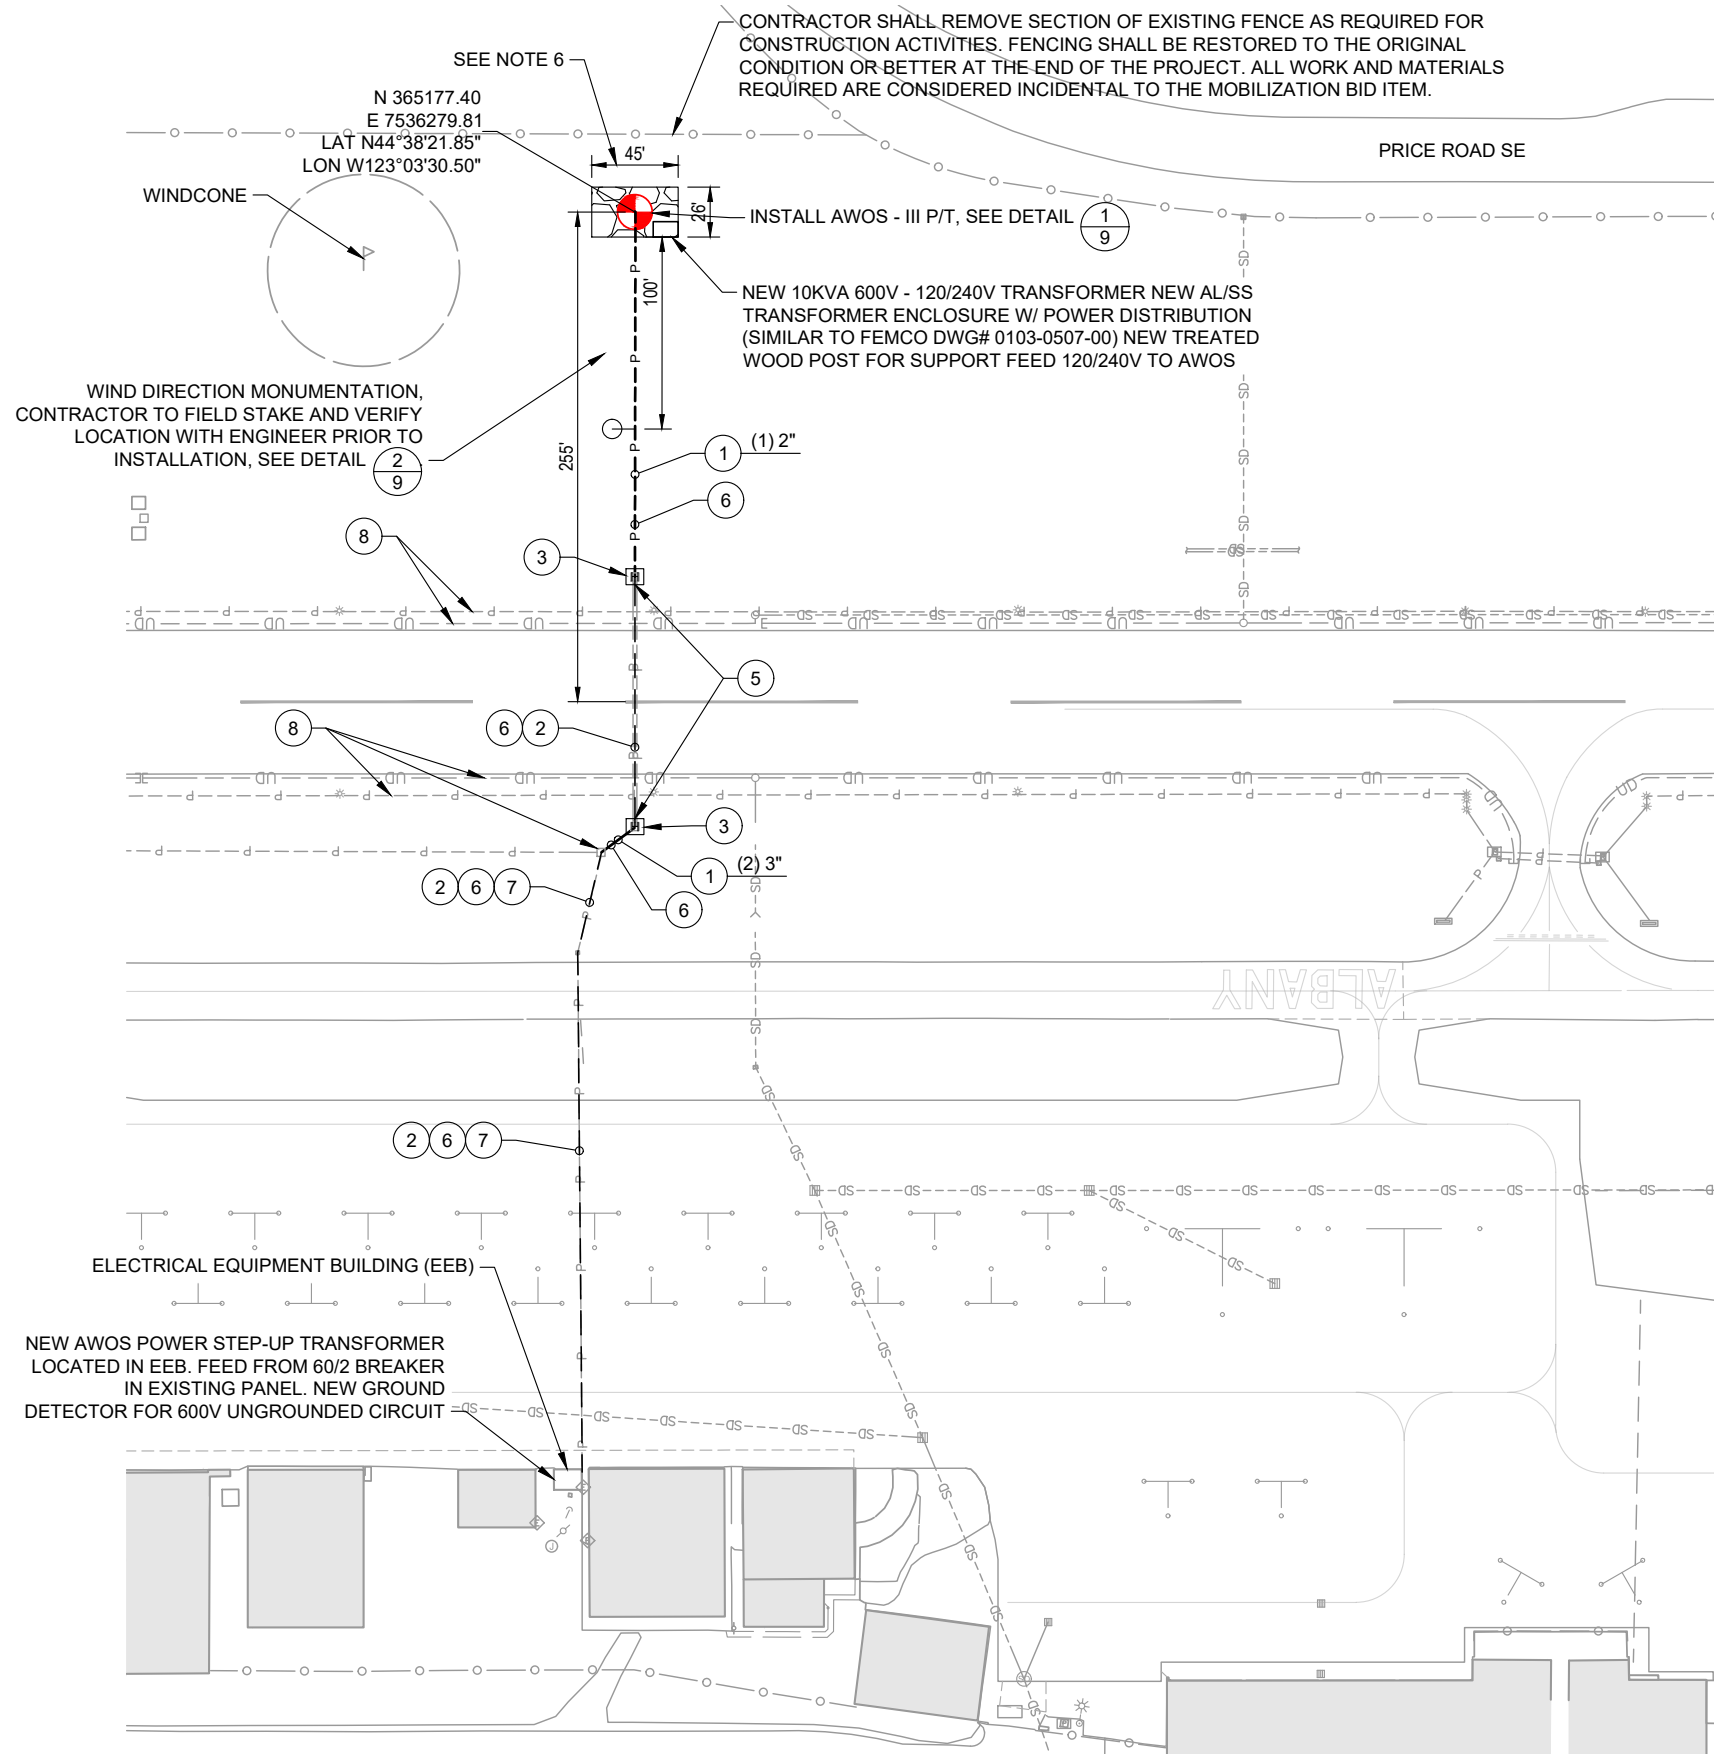 CONTRACTOR SHALL REMOVE SECTION OF EXISTING FENCE AS REQUIRED FOR
CONSTRUCTION ACTIVITIES. FENCING SHALL BE RESTORED TO THE ORIGINAL
CONDITION OR BETTER AT THE END OF THE PROJECT. ALL WORK AND MATERIALS
REQUIRED ARE CONSIDERED INCIDENTAL TO THE MOBILIZATION BID ITEM.
SEE NOTE 6
N 365177.40
E 7536279.81
LAT N44°38'21.85"
LON W123°03'30.50"
PRICE ROAD SE
45'
26'
WINDCONE
INSTALL AWOS - III P/T, SEE DETAIL 1
9
NEW 10KVA 600V - 120/240V TRANSFORMER NEW AL/SS
TRANSFORMER ENCLOSURE W/ POWER DISTRIBUTION
(SIMILAR TO FEMCO DWG# 0103-0507-00) NEW TREATED
WOOD POST FOR SUPPORT FEED 120/240V TO AWOS
100'
255'
WIND DIRECTION MONUMENTATION,
CONTRACTOR TO FIELD STAKE AND VERIFY
LOCATION WITH ENGINEER PRIOR TO
INSTALLATION, SEE DETAIL 2
9
1 (1) 2"
6
8
3
5
6 2
8
3
1 (2) 3"
2 6 7
6
ALBANY
2 6 7
ELECTRICAL EQUIPMENT BUILDING (EEB)
NEW AWOS POWER STEP-UP TRANSFORMER
LOCATED IN EEB. FEED FROM 60/2 BREAKER
IN EXISTING PANEL. NEW GROUND
DETECTOR FOR 600V UNGROUNDED CIRCUIT